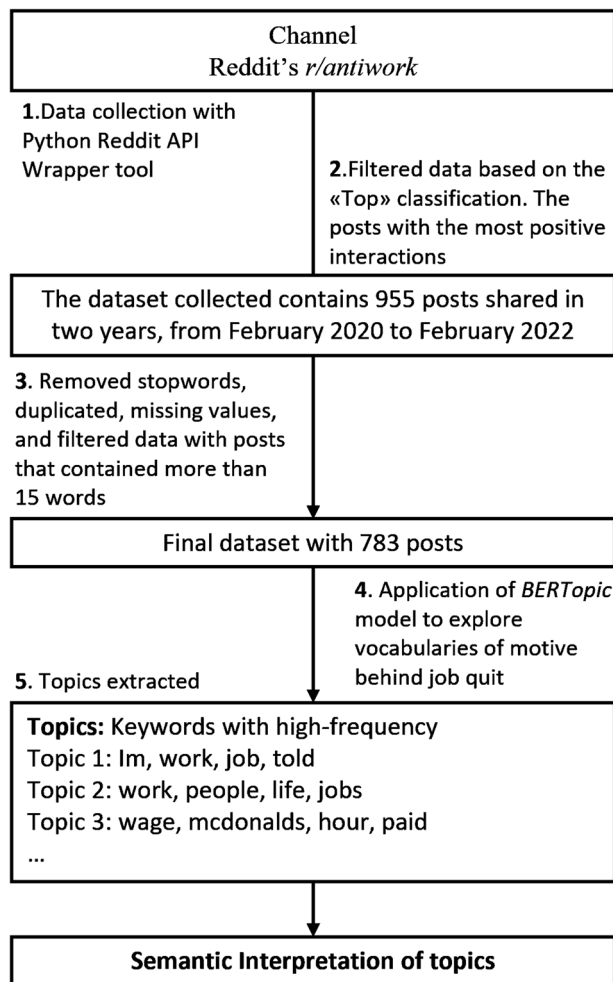 Channel
Reddit's r/antiwork
1.Data collection with
Python Reddit API
Wrapper tool
2.Filtered data based on the
«Top» classification. The
posts with the most positive
interactions
The dataset collected contains 955 posts shared in
two years, from February 2020 to February 2022
3. Removed stopwords,
duplicated, missing values,
and filtered data with posts
that contained more than
15 words
Final dataset with 783 posts
4. Application of BERTopic
model to explore
vocabularies of motive
behind job quit
5. Topics extracted
Topics: Keywords with high-frequency
Topic 1: Im, work, job, told
Topic 2: work, people, life, jobs
Topic 3: wage, mcdonalds, hour, paid
...
Semantic Interpretation of topics